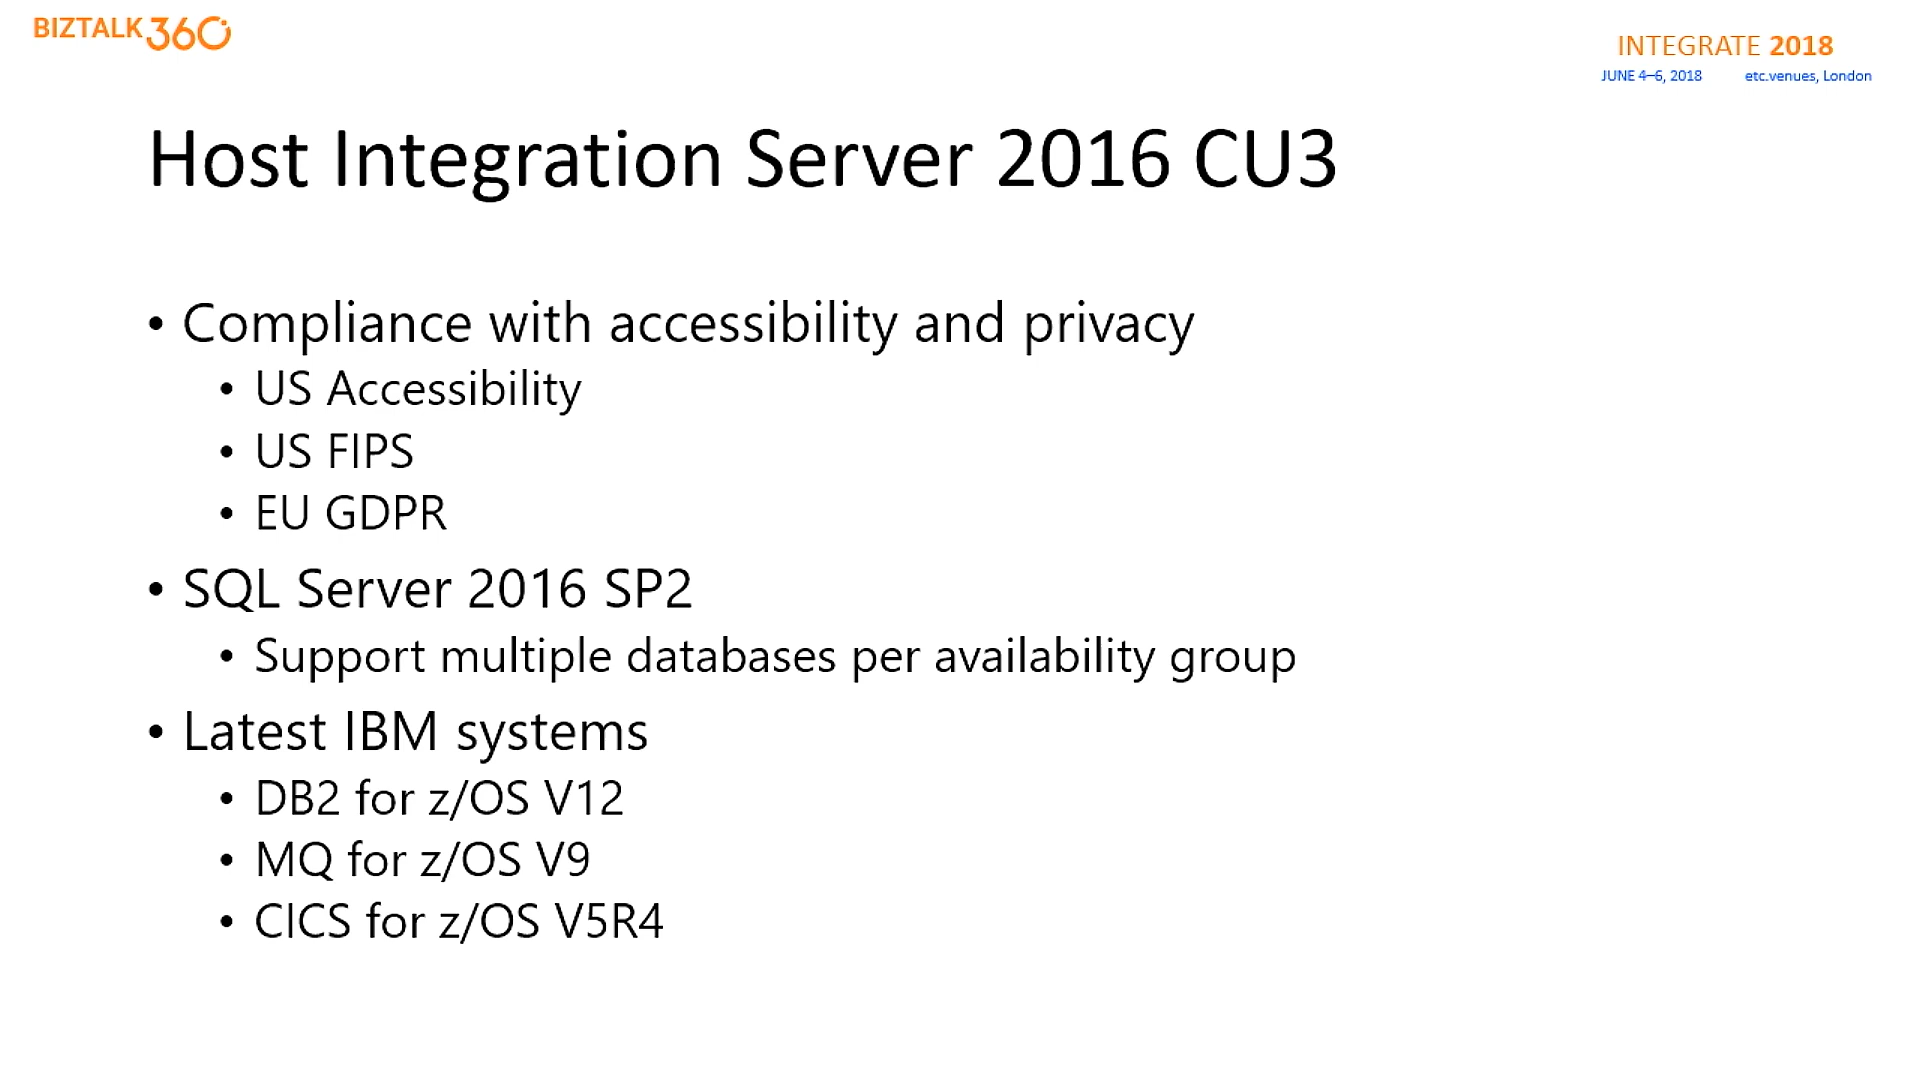 BIZTALK360
INTEGRATE 2018
JUNE 4–6, 2018 etc.venues, London
Host Integration Server 2016 CU3
• Compliance with accessibility and privacy
• US Accessibility
• US FIPS
• EU GDPR
• SQL Server 2016 SP2
• Support multiple databases per availability group
• Latest IBM systems
• DB2 for z/OS V12
• MQ for z/OS V9
• CICS for z/OS V5R4